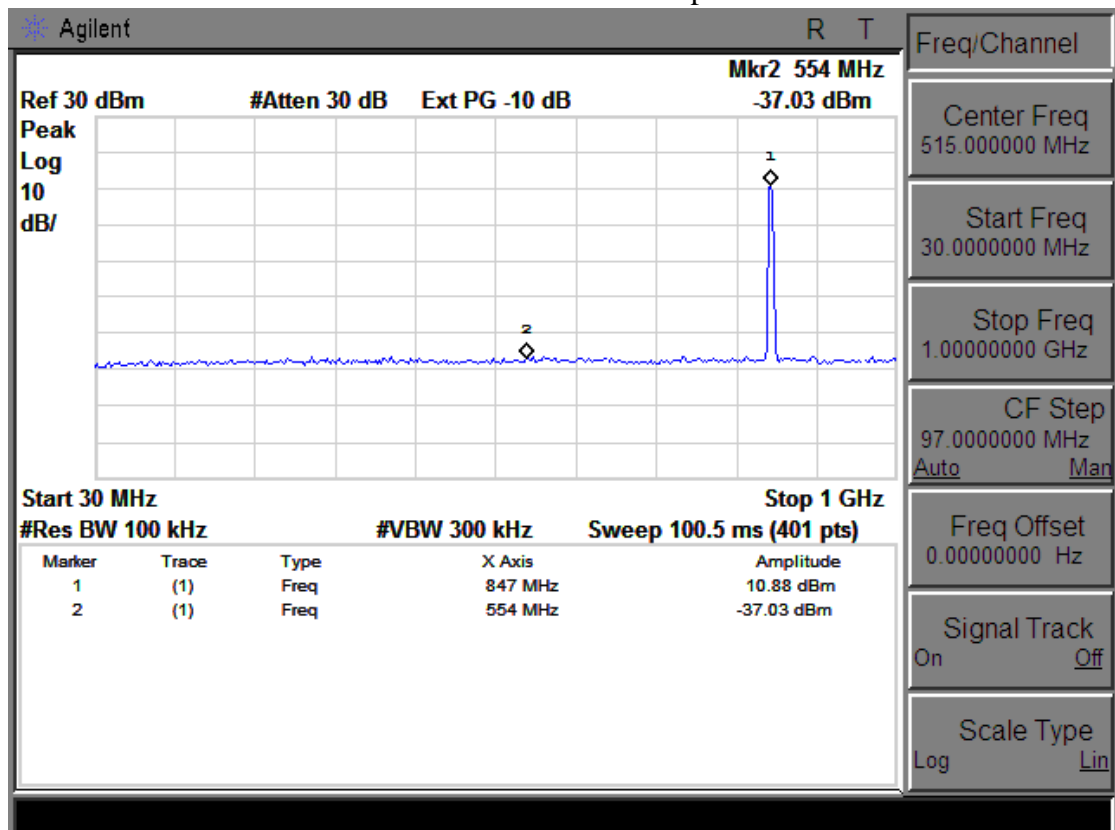 Agilent R T
Freq/Channel
Mkr2 554 MHz
Ref 30 dBm #Atten 30 dB Ext PG -10 dB -37.03 dBm
Peak
Log
10
dB/
1
2
Start 30 MHz Stop 1 GHz
#Res BW 100 kHz #VBW 300 kHz Sweep 100.5 ms (401 pts)
Marker Trace Type X Axis Amplitude
1 (1) Freq 847 MHz 10.88 dBm
2 (1) Freq 554 MHz -37.03 dBm
Center Freq
515.000000 MHz
Start Freq
30.0000000 MHz
Stop Freq
1.00000000 GHz
CF Step
97.0000000 MHz
Auto Man
Freq Offset
0.00000000 Hz
Signal Track
On Off
Scale Type
Log Lin